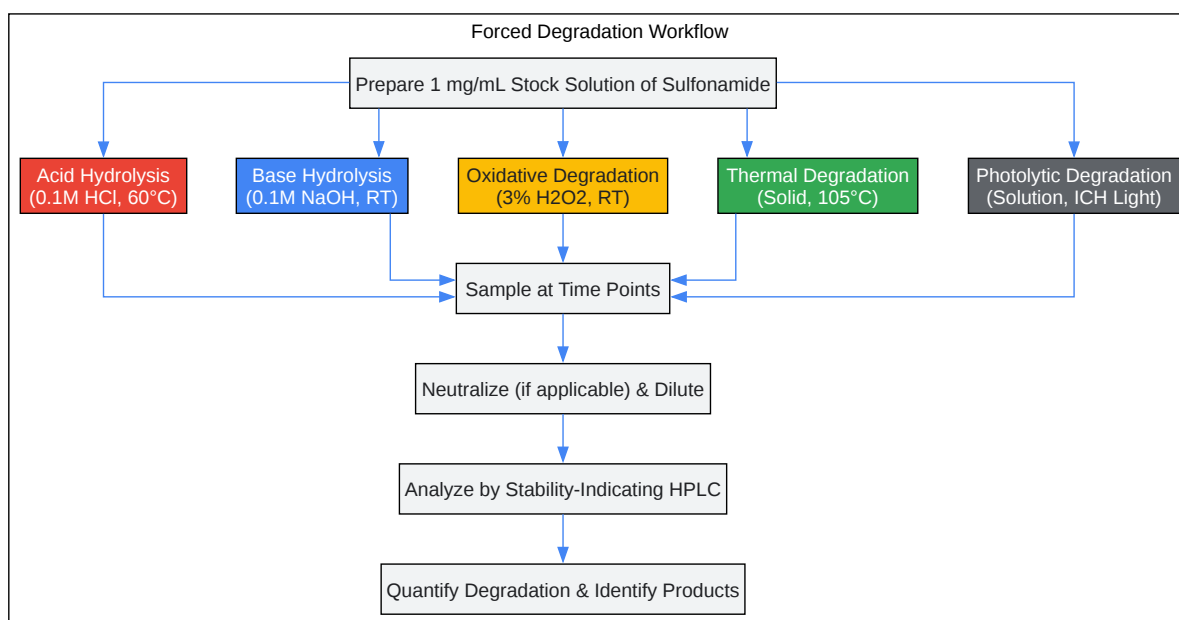 Forced Degradation Workflow
Prepare 1 mg/mL Stock Solution of Sulfonamide
Acid Hydrolysis
(0.1M HCl, 60°C)
Base Hydrolysis
(0.1M NaOH, RT)
Oxidative Degradation
(3% H2O2, RT)
Thermal Degradation
(Solid, 105°C)
Photolytic Degradation
(Solution, ICH Light)
Sample at Time Points
Neutralize (if applicable) & Dilute
Analyze by Stability-Indicating HPLC
Quantify Degradation & Identify Products